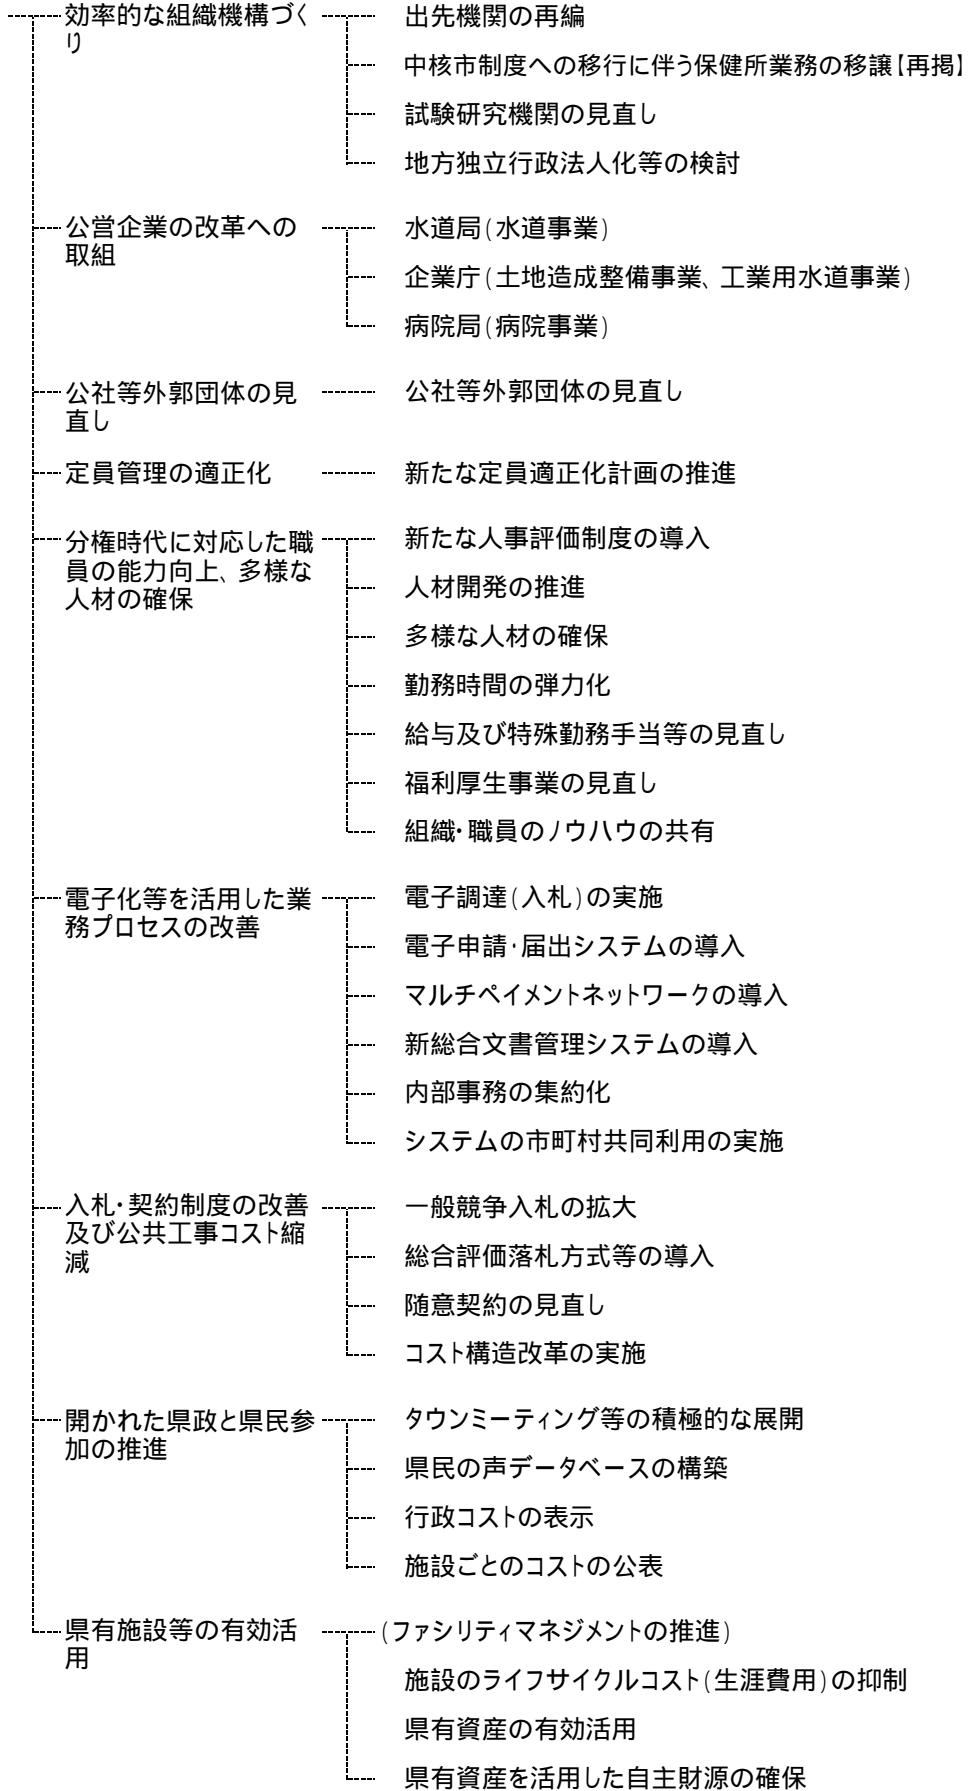 効率的な組織機構づく
り
出先機関の再編
中核市制度への移行に伴う保健所業務の移譲【再掲】
試験研究機関の見直し
地方独立行政法人化等の検討
公営企業の改革への
取組
水道局(水道事業)
企業庁(土地造成整備事業、工業用水道事業)
病院局(病院事業)
公社等外郭団体の見
直し
公社等外郭団体の見直し
定員管理の適正化
新たな定員適正化計画の推進
分権時代に対応した職
員の能力向上、多様な
人材の確保
新たな人事評価制度の導入
人材開発の推進
多様な人材の確保
勤務時間の弾力化
給与及び特殊勤務手当等の見直し
福利厚生事業の見直し
組織・職員のノウハウの共有
電子化等を活用した業
務プロセスの改善
電子調達(入札)の実施
電子申請・届出システムの導入
マルチペイメントネットワークの導入
新総合文書管理システムの導入
内部事務の集約化
システムの市町村共同利用の実施
入札・契約制度の改善
及び公共工事コスト縮
減
一般競争入札の拡大
総合評価落札方式等の導入
随意契約の見直し
コスト構造改革の実施
開かれた県政と県民参
加の推進
タウンミーティング等の積極的な展開
県民の声データベースの構築
行政コストの表示
施設ごとのコストの公表
県有施設等の有効活
用
(ファシリティマネジメントの推進)
施設のライフサイクルコスト(生涯費用)の抑制
県有資産の有効活用
県有資産を活用した自主財源の確保